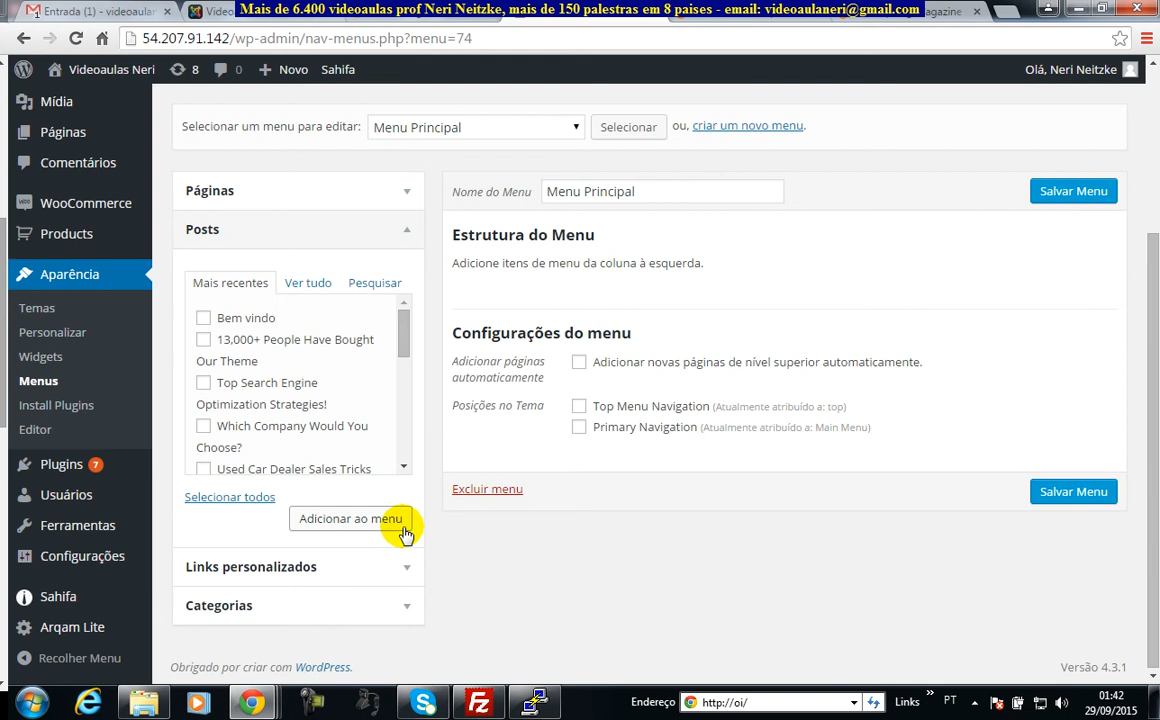 Entrada (1) - videoaula
Video
Mais de 6.400 videoaulas prof Neri Neitzke, mais de 150 palestras em 8 paises - email: videoaulaneri@gmail.com
agazine
54.207.91.142/wp-admin/nav-menus.php?menu=74
Videoaulas Neri
8
0
Novo
Sahifa
Olá, Neri Neitzke
Mídia
Páginas
Comentários
WooCommerce
Products
Aparência
Temas
Personalizar
Widgets
Menus
Install Plugins
Editor
Plugins 7
Usuários
Ferramentas
Configurações
Sahifa
Arqam Lite
Recolher Menu
Selecionar um menu para editar:
Menu Principal
Selecionar
ou, criar um novo menu.
Páginas
Posts
Mais recentes
Ver tudo
Pesquisar
Bem vindo
13,000+ People Have Bought
Our Theme
Top Search Engine
Optimization Strategies!
Which Company Would You
Choose?
Used Car Dealer Sales Tricks
Selecionar todos
Adicionar ao menu
Links personalizados
Categorias
Nome do Menu
Menu Principal
Salvar Menu
Estrutura do Menu
Adicione itens de menu da coluna à esquerda.
Configurações do menu
Adicionar páginas
automaticamente
Adicionar novas páginas de nível superior automaticamente.
Posições no Tema
Top Menu Navigation (Atualmente atribuído a: top)
Primary Navigation (Atualmente atribuído a: Main Menu)
Excluir menu
Salvar Menu
Obrigado por criar com WordPress.
Versão 4.3.1
Endereço
http://oi/
Links
PT
01:42
29/09/2015